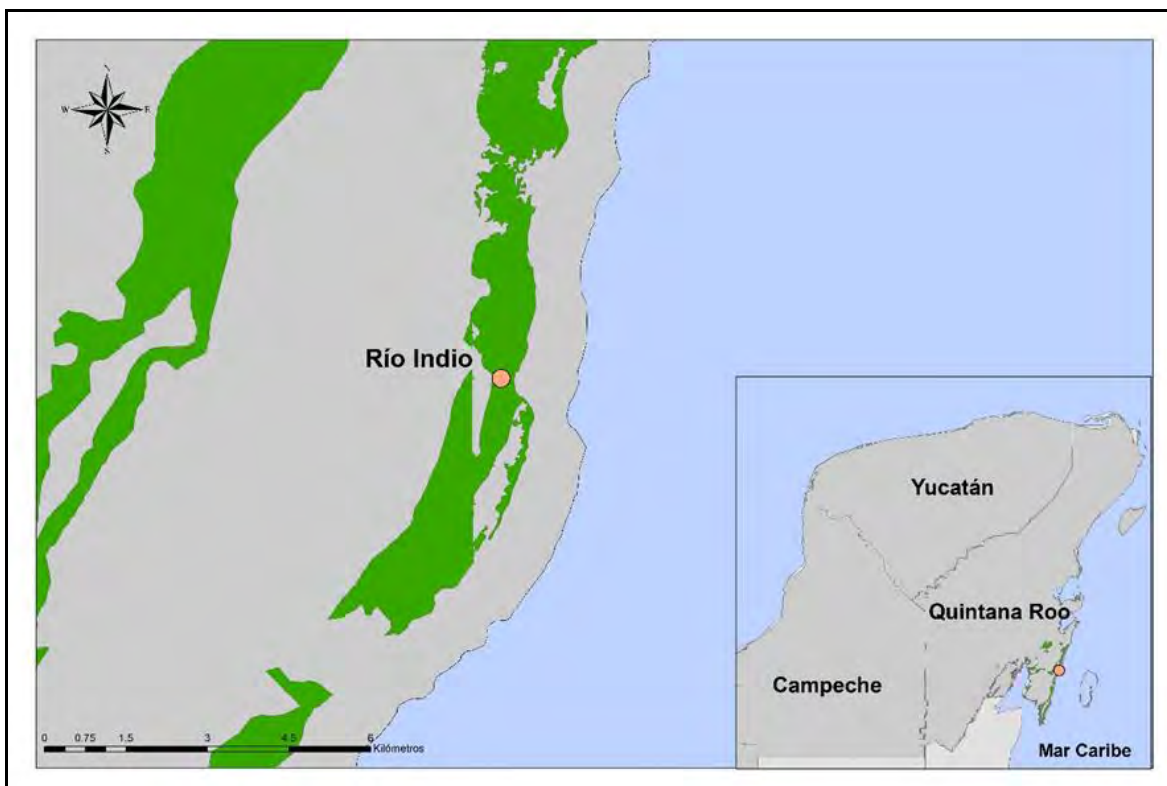 N
W E
S
Río Indio
0 0.75 1.5 3 4.5 6
Kilómetros
Yucatán
Quintana Roo
Campeche
Mar Caribe